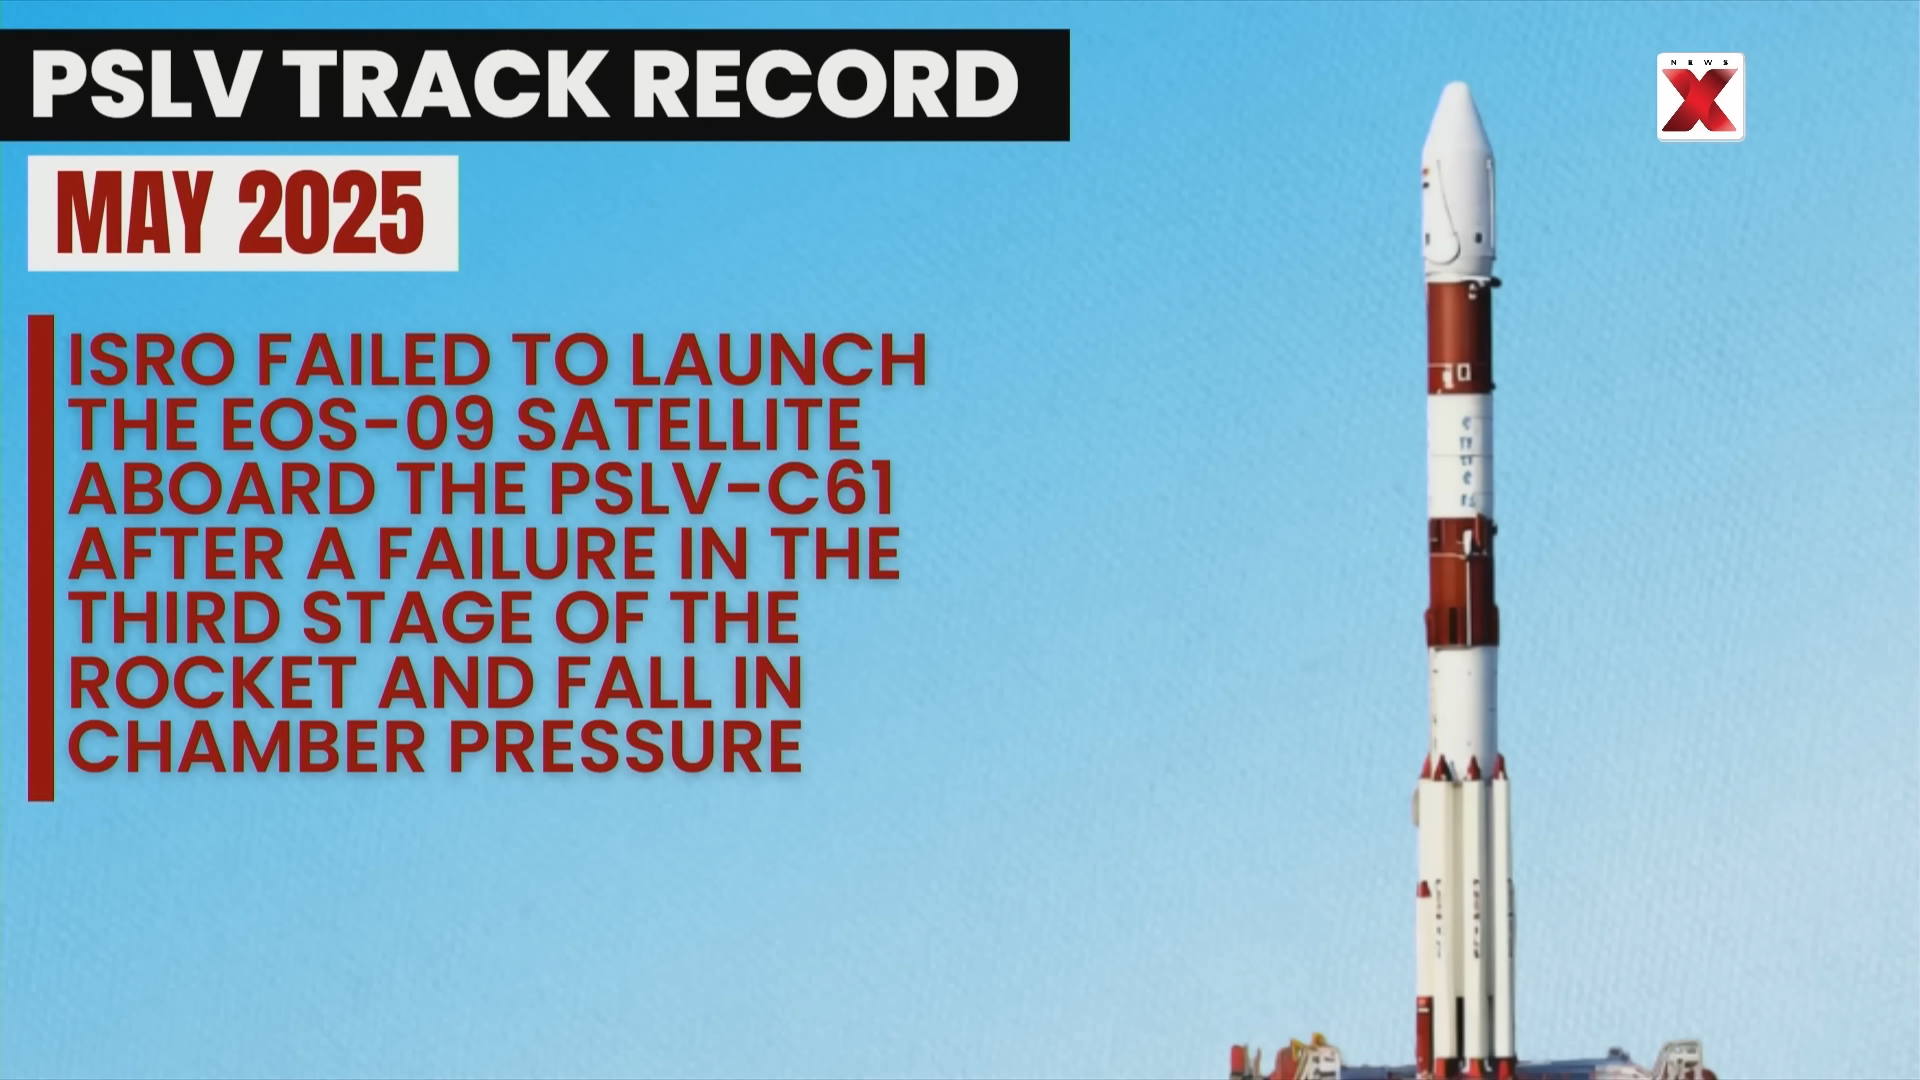 PSLV TRACK RECORD
NEWS
X
MAY 2025
ISRO FAILED TO LAUNCH
THE EOS-09 SATELLITE
ABOARD THE PSLV-C61
AFTER A FAILURE IN THE
THIRD STAGE OF THE
ROCKET AND FALL IN
CHAMBER PRESSURE